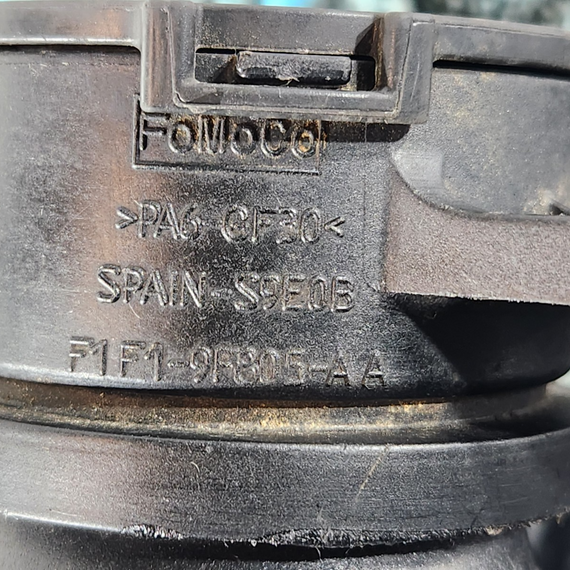 FoMoCo
>PA6 GF30<
SPAIN-S9E0B
F1F1-9F805-AA